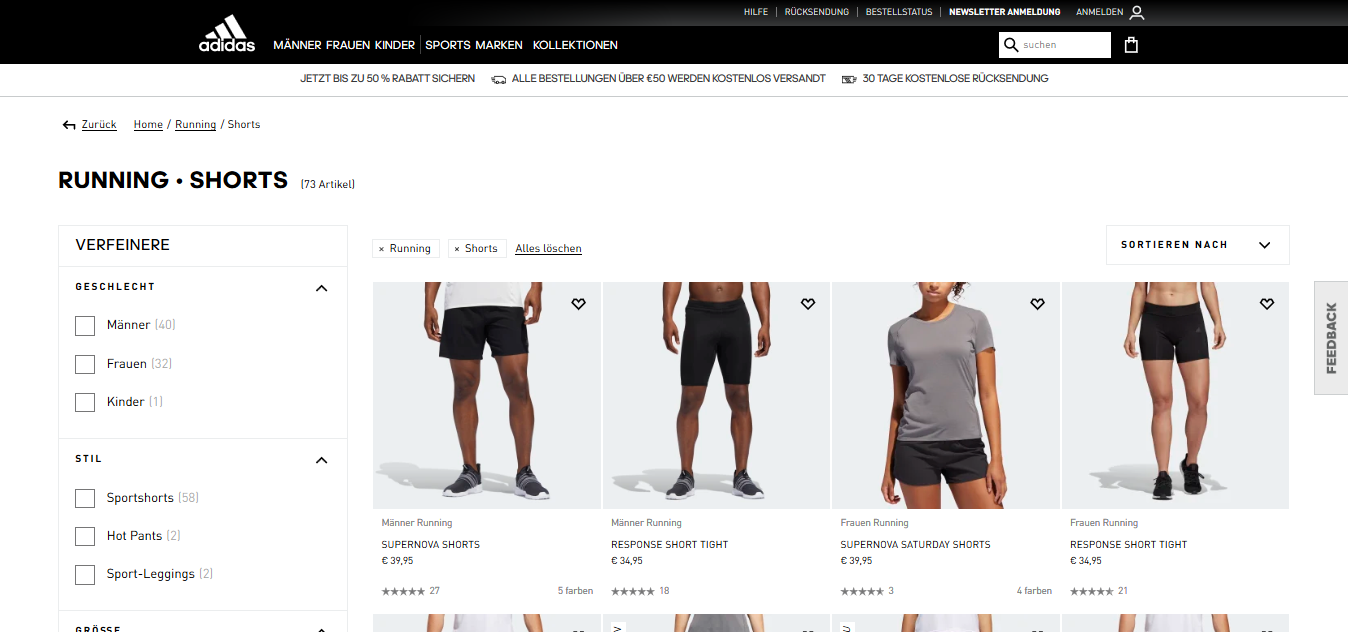 HILFE
RÜCKSENDUNG
BESTELLSTATUS
NEWSLETTER ANMELDUNG
ANMELDEN
adidas
MÄNNER FRAUEN KINDER SPORTS MARKEN KOLLEKTIONEN
suchen
JETZT BIS ZU 50 % RABATT SICHERN
ALLE BESTELLUNGEN ÜBER €50 WERDEN KOSTENLOS VERSANDT
30 TAGE KOSTENLOSE RÜCKSENDUNG
Zurück
Home / Running / Shorts
RUNNING • SHORTS (73 Artikel)
VERFEINERE
GESCHLECHT
Männer (40)
Frauen (32)
Kinder (1)
STIL
Sportshorts (58)
Hot Pants (2)
Sport-Leggings (2)
GRÖSSE
× Running
× Shorts
Alles löschen
SORTIEREN NACH
FEEDBACK
Männer Running
SUPERNOVA SHORTS
€ 39,95
27
5 farben
Männer Running
RESPONSE SHORT TIGHT
€ 34,95
18
Frauen Running
SUPERNOVA SATURDAY SHORTS
€ 39,95
3
4 farben
Frauen Running
RESPONSE SHORT TIGHT
€ 34,95
21